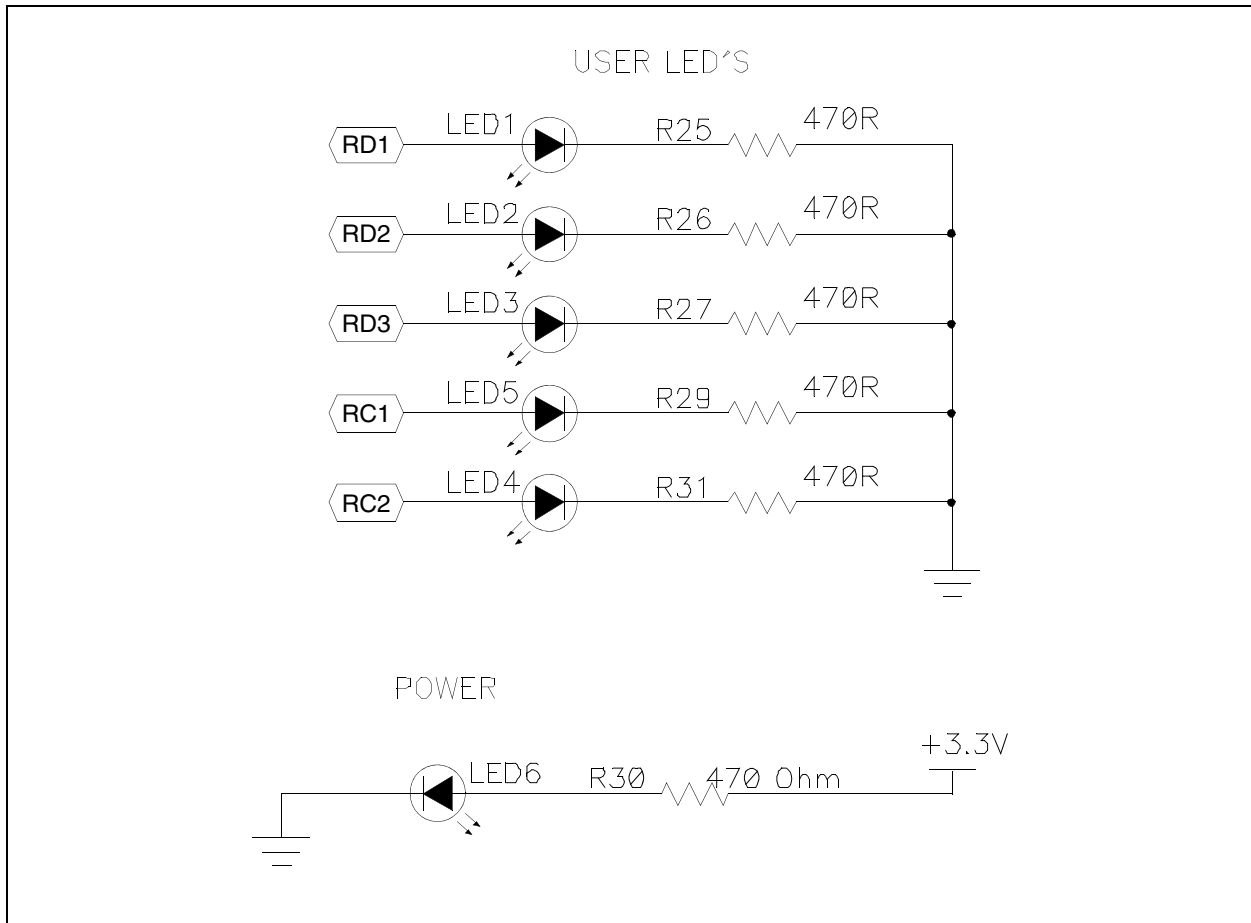 USER LED'S
RD1 LED1 R25 470R
RD2 LED2 R26 470R
RD3 LED3 R27 470R
RC1 LED5 R29 470R
RC2 LED4 R31 470R
POWER
+3.3V
LED6 R30 470 Ohm